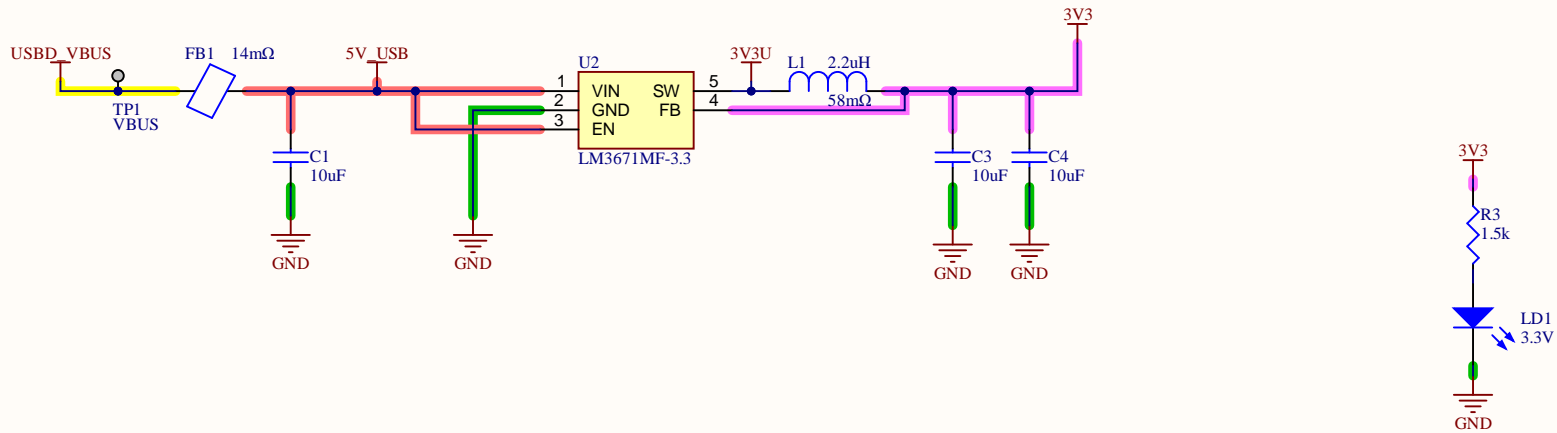 3V3
USBD_VBUS
FB1 14mΩ
5V_USB
U2
3V3U
L1 2.2uH
58mΩ
TP1
VBUS
1 VIN
2 GND
3 EN
SW 5
FB 4
LM3671MF-3.3
C1
10uF
C3
10uF
C4
10uF
GND
GND
GND
GND
3V3
R3
1.5k
LD1
3.3V
GND